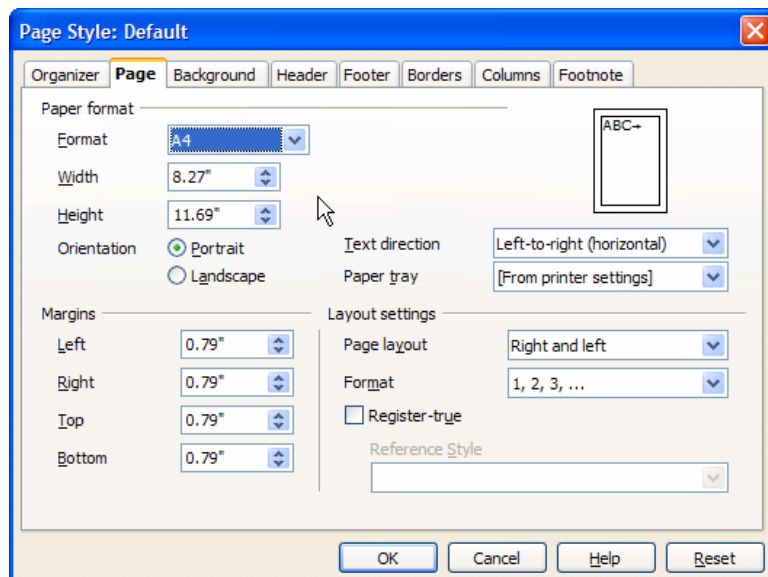 Page Style: Default
Organizer Page Background Header Footer Borders Columns Footnote
Paper format
Format A4
ABC
Width 8.27"
Height 11.69"
Orientation Portrait
Landscape
Text direction Left-to-right (horizontal)
Paper tray [From printer settings]
Margins
Left 0.79"
Right 0.79"
Top 0.79"
Bottom 0.79"
Layout settings
Page layout Right and left
Format 1, 2, 3, ...
Register-true
Reference Style
OK Cancel Help Reset